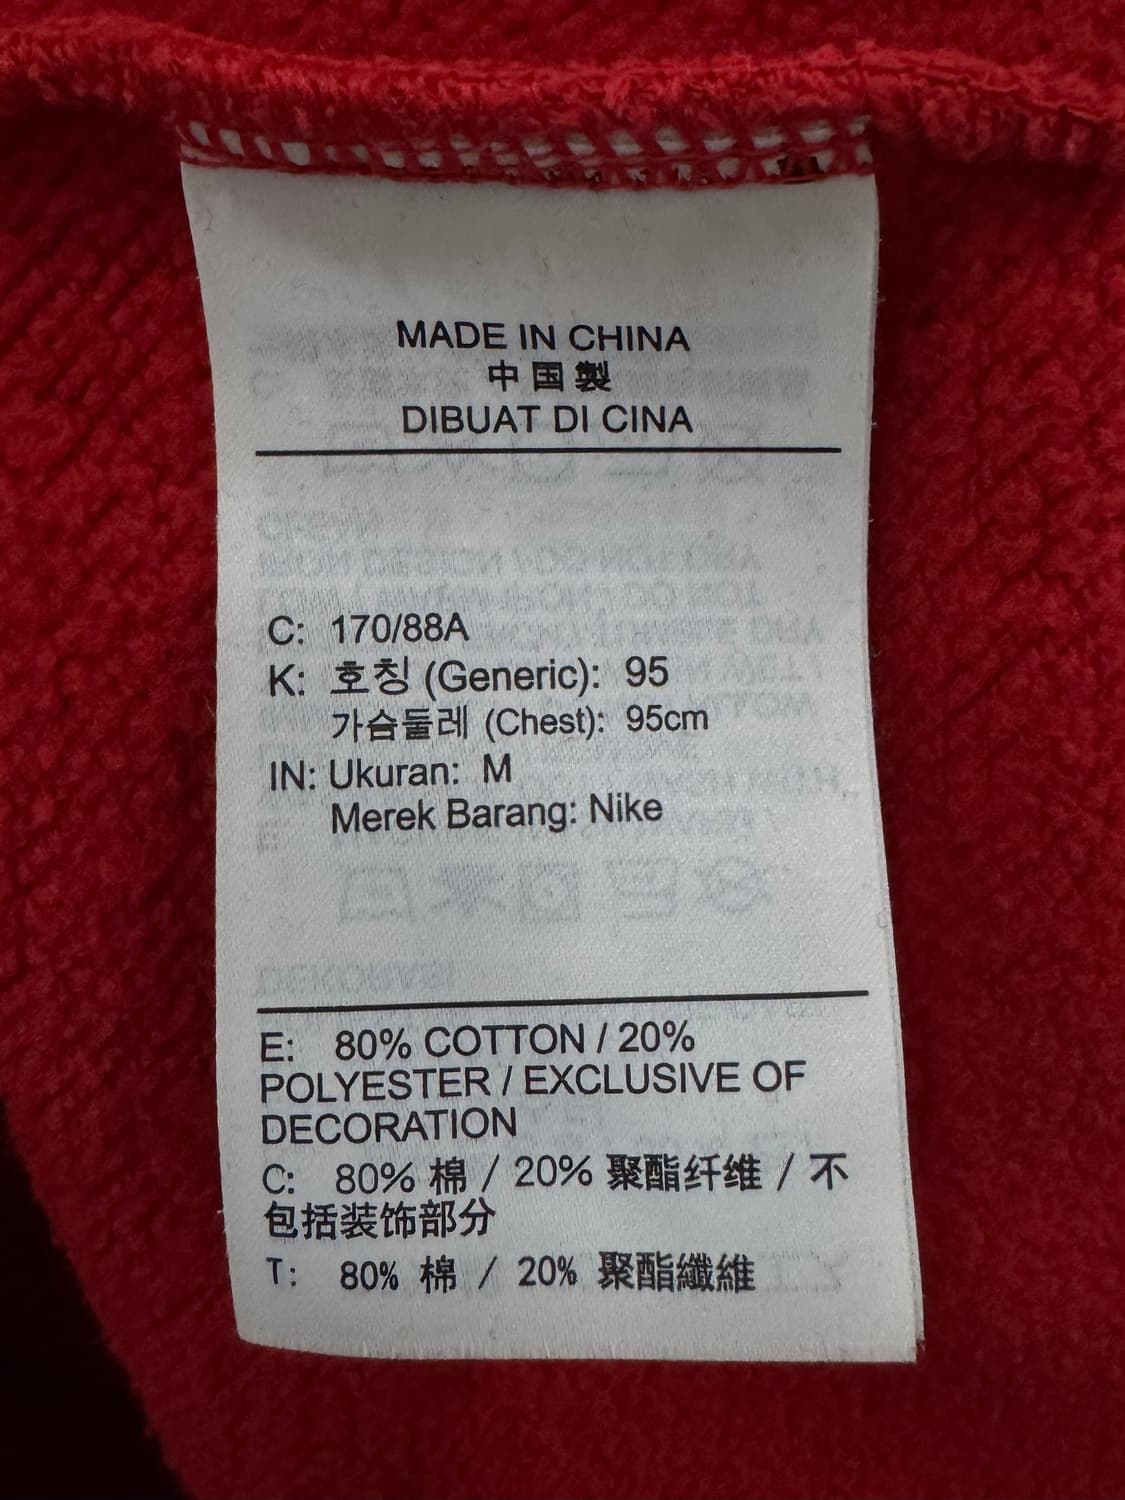 MADE IN CHINA
中国製
DIBUAT DI CINA
C: 170/88A
K: 호칭 (Generic): 95
가슴둘레 (Chest): 95cm
IN: Ukuran: M
Merek Barang: Nike
E: 80% COTTON / 20%
POLYESTER / EXCLUSIVE OF
DECORATION
C: 80% 棉 / 20% 聚酯纤维 / 不
包括装饰部分
T: 80% 棉 / 20% 聚酯纖維